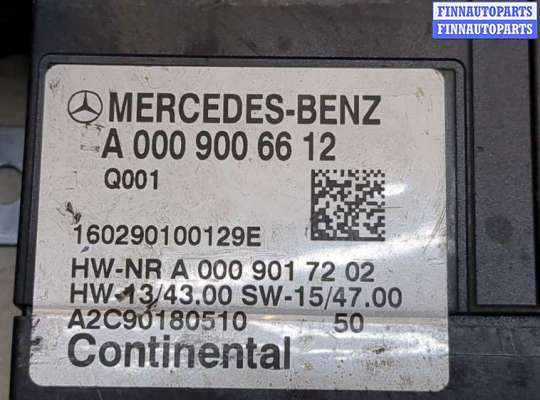 FINNAUTOPARTS
FINNAUTOPARTS
MERCEDES-BENZ
A 000 900 66 12
Q001
160290100129E
HW-NR A 000 901 72 02
HW-13/43.00 SW-15/47.00
A2C90180510 50
Continental